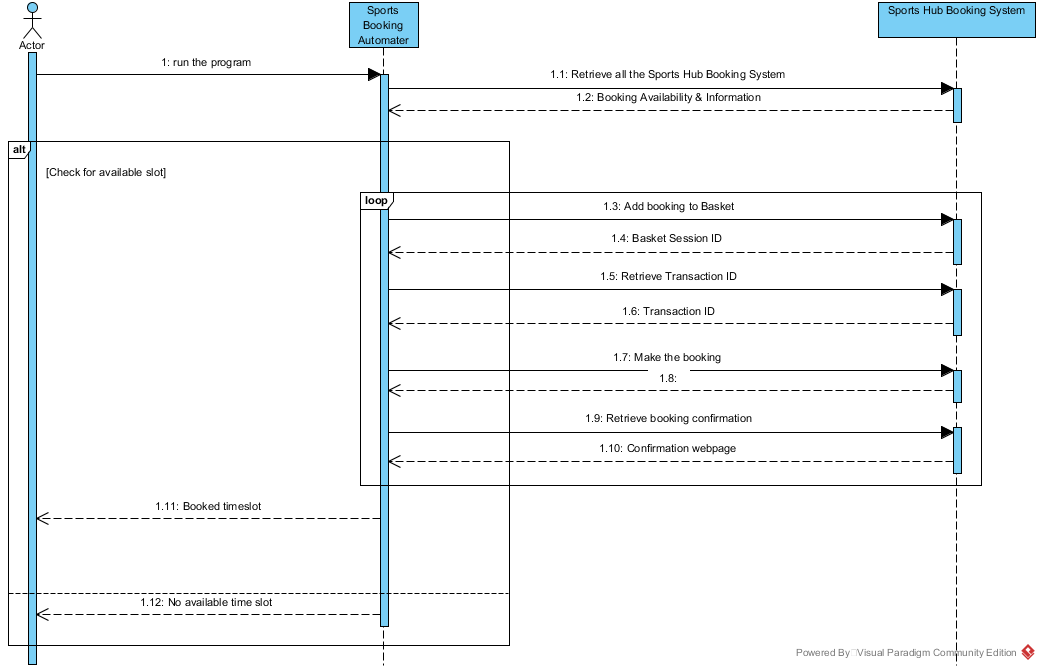 Actor
Sports
Booking
Automater
Sports Hub Booking System
1: run the program
1.1: Retrieve all the Sports Hub Booking System
1.2: Booking Availability & Information
alt
[Check for available slot]
loop
1.3: Add booking to Basket
1.4: Basket Session ID
1.5: Retrieve Transaction ID
1.6: Transaction ID
1.7: Make the booking
1.8:
1.9: Retrieve booking confirmation
1.10: Confirmation webpage
1.11: Booked timeslot
1.12: No available time slot
Powered By Visual Paradigm Community Edition